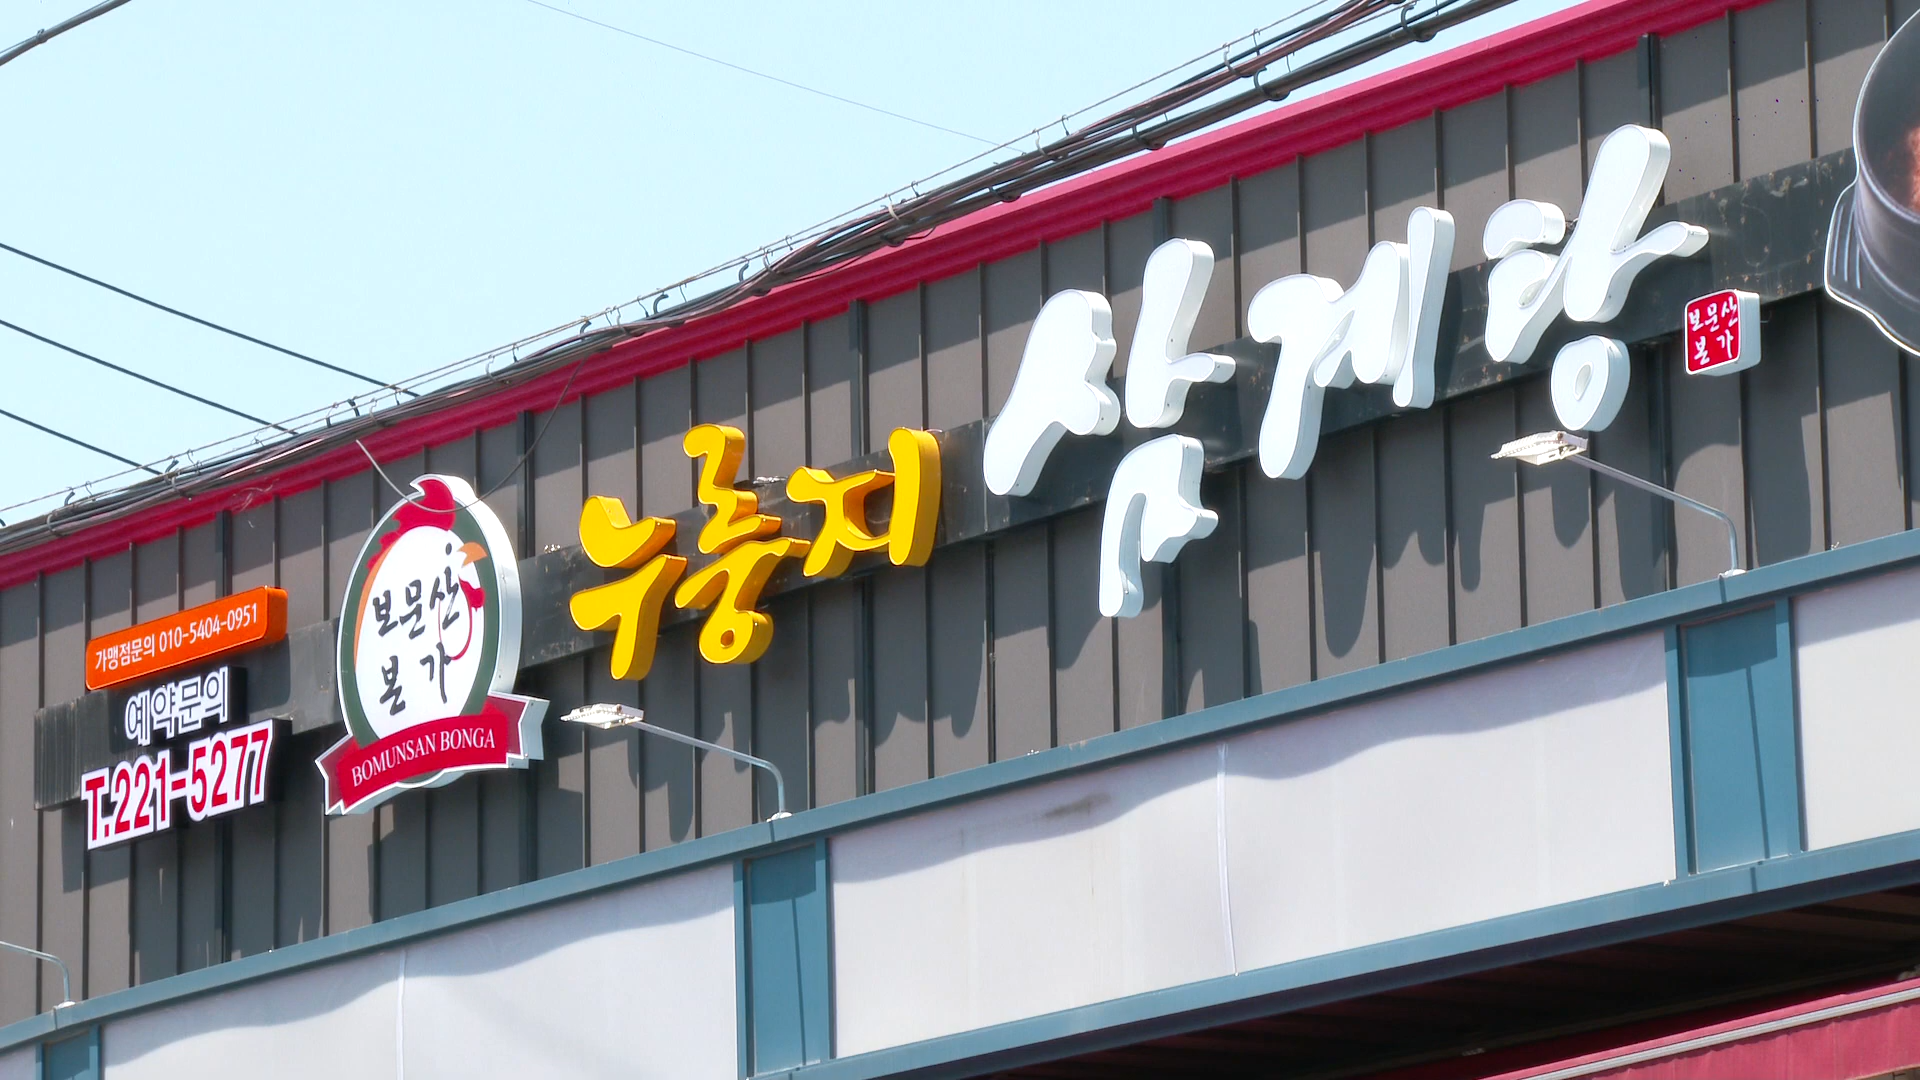 가맹점문의 010-5404-0951
예약문의
T.221-5277
보문산
본가
BOMUNSAN BONGA
누룽지 삼계탕
보문산
본가